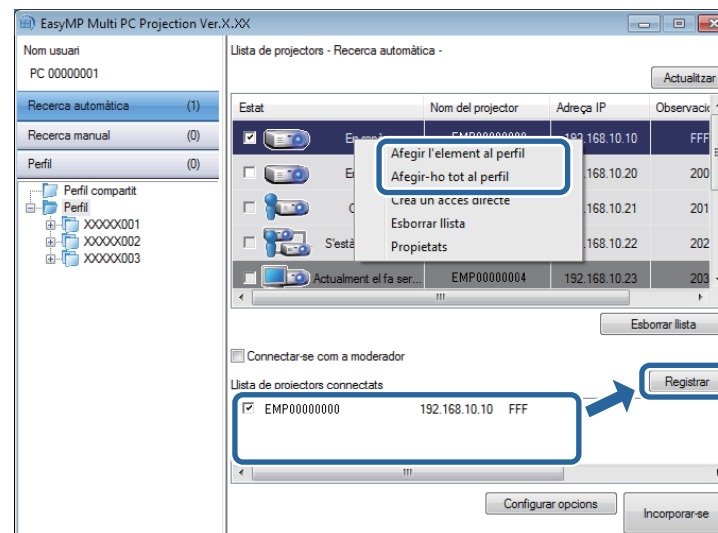 EasyMP Multi PC Projection Ver.X.XX
Nom usuari
PC 00000001
Recerca automàtica (1)
Recerca manual (0)
Perfil (0)
Perfil compartit
Perfil
XXXXX001
XXXXX002
XXXXX003
Llista de projectors - Recerca automàtica -
Actualitzar
Estat Nom del projector Adreça IP Observacio
192.168.10.10 FFF
.168.10.20 200
.168.10.21 201
S'està .168.10.22 202
Actualment el fa ser... EMP00000004 192.168.10.23 203
Afegir l'element al perfil
Afegir-ho tot al perfil
Crea un accés directe
Esborrar llista
Propietats
Esborrar llista
Connectar-se com a moderador
Llista de projectors connectats
Registrar
EMP00000000 192.168.10.10 FFF
Configurar opcions
Incorporar-se